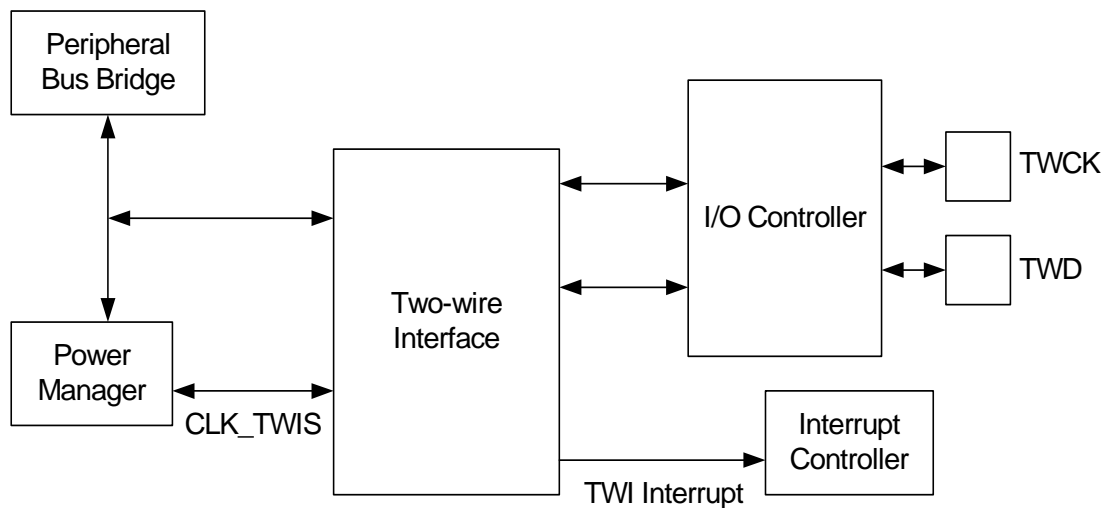 Peripheral
Bus Bridge
TWCK
I/O Controller
TWD
Two-wire
Interface
Power
Manager
CLK_TWIS
Interrupt
Controller
TWI Interrupt